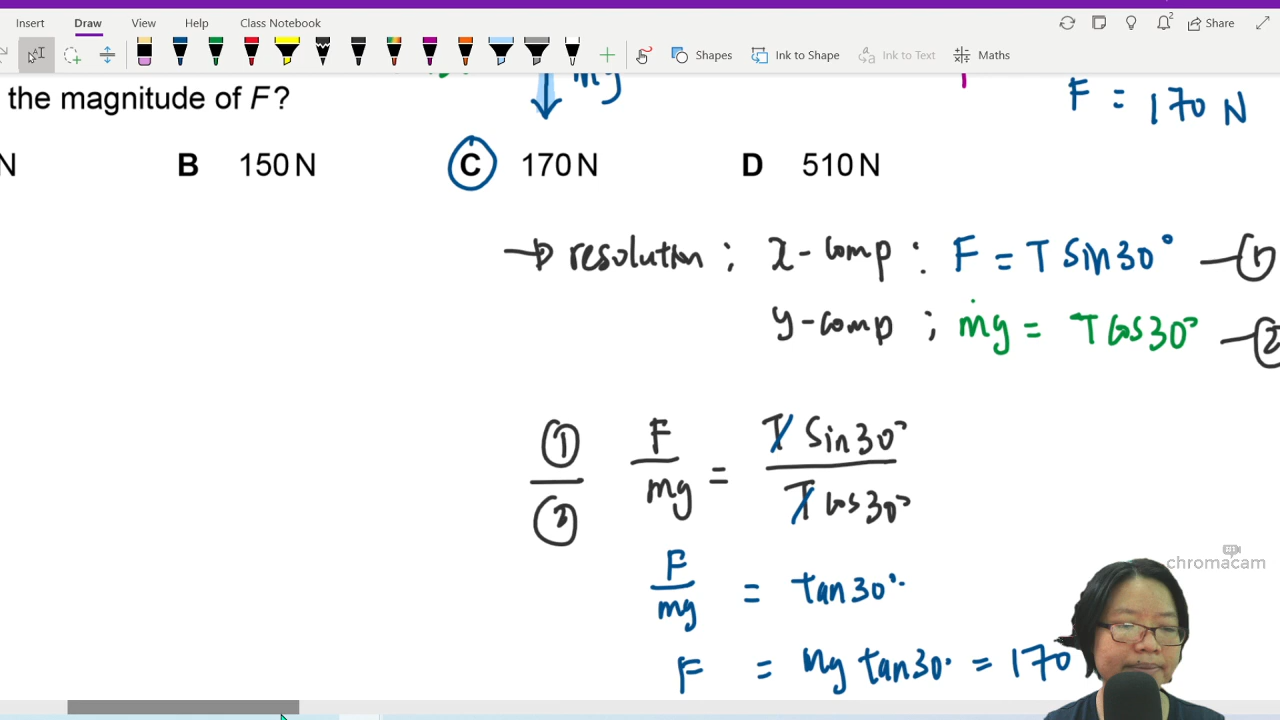 Insert Draw View Help Class Notebook
2 Share
Shapes Ink to Shape Ink to Text Maths
mg
the magnitude of F?
F = 170 N
N B 150 N C 170 N D 510 N
resolution ; x-comp : F = T sin30° — ①
y-comp ; mg = T cos30° — ②
① F = T sin30°
② mg T cos30°
chromacam
F = tan30°
mg
F = mg tan30° = 170